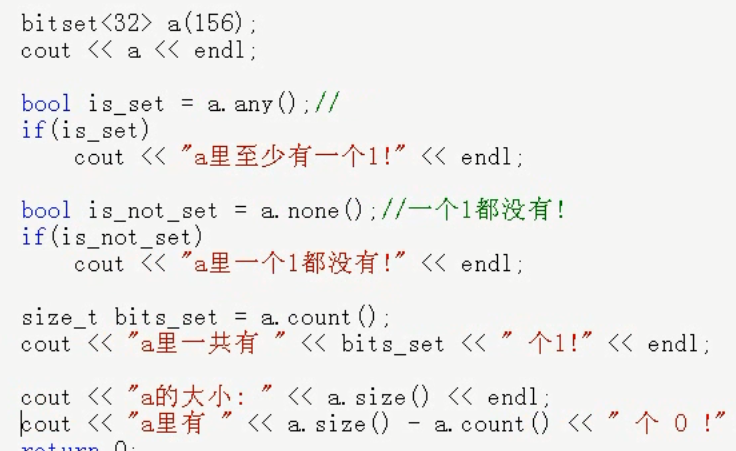 bitset<32> a(156);
cout << a << endl;
bool is_set = a.any();//
if(is_set)
cout << "a里至少有一个1!" << endl;
bool is_not_set = a.none();//一个1都没有!
if(is_not_set)
cout << "a里一个1都没有!" << endl;
size_t bits_set = a.count();
cout << "a里一共有 " << bits_set << " 个1!" << endl;
cout << "a的大小: " << a.size() << endl;
cout << "a里有 " << a.size() - a.count() << " 个 0 !"
return 0;